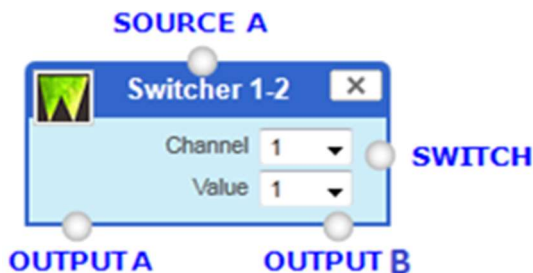 SOURCE A
Switcher 1-2
Channel 1
Value 1
SWITCH
OUTPUT A
OUTPUT B